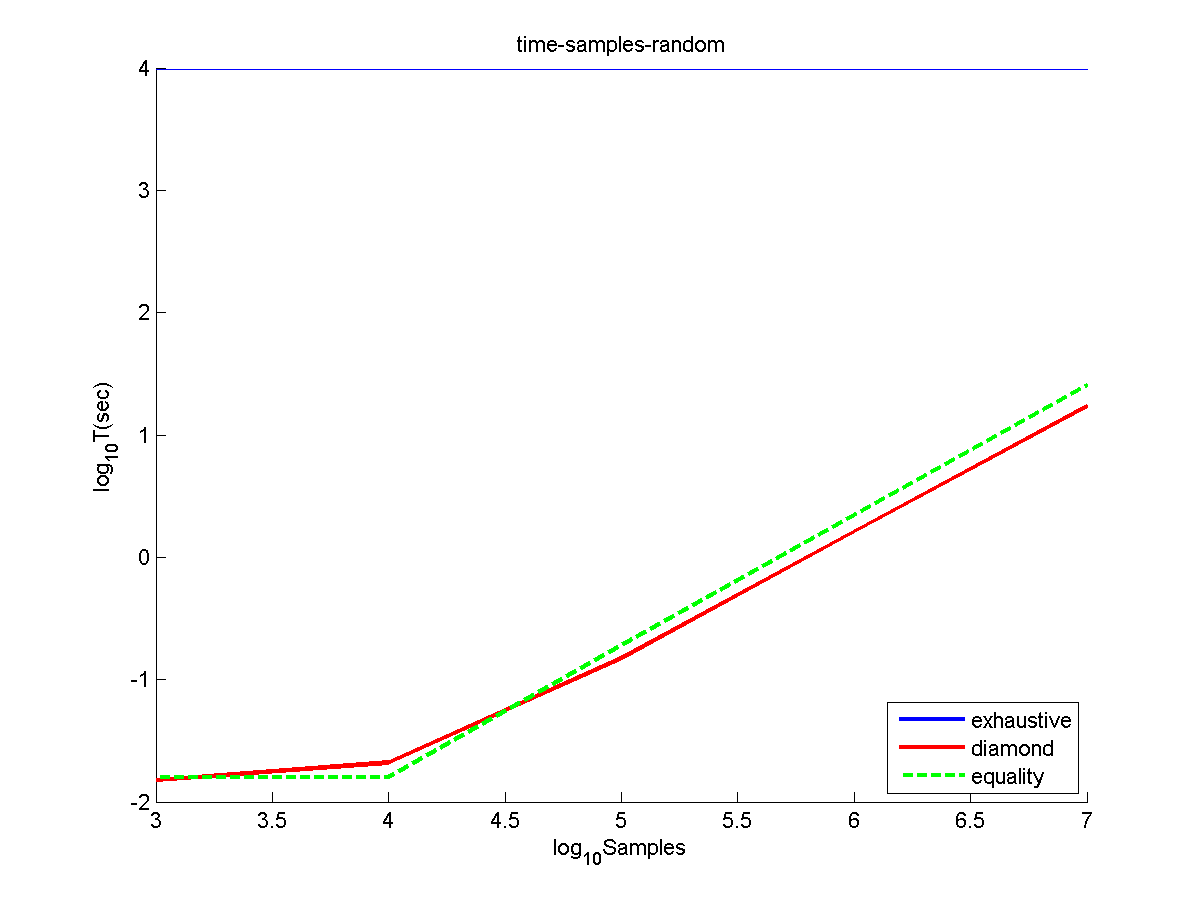 time-samples-random
4
3
2
1
0
-1
-2
log10T(sec)
3 3.5 4 4.5 5 5.5 6 6.5 7
log10Samples
exhaustive
diamond
equality